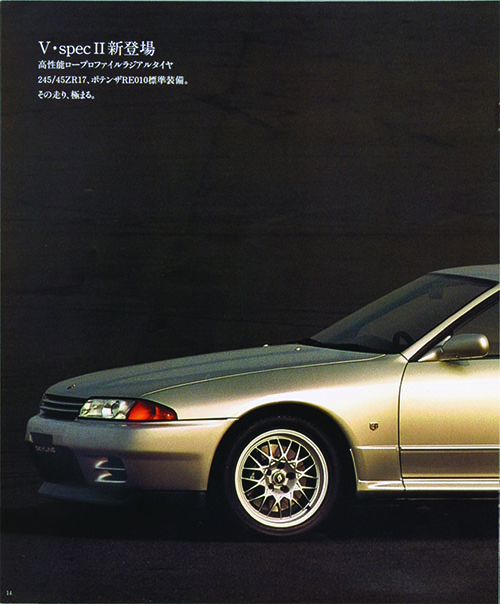 V・spec II 新登場
高性能ロープロファイルラジアルタイヤ
245/45ZR17、ポテンザRE010標準装備。
その走り、極まる。
SKYLINE
14